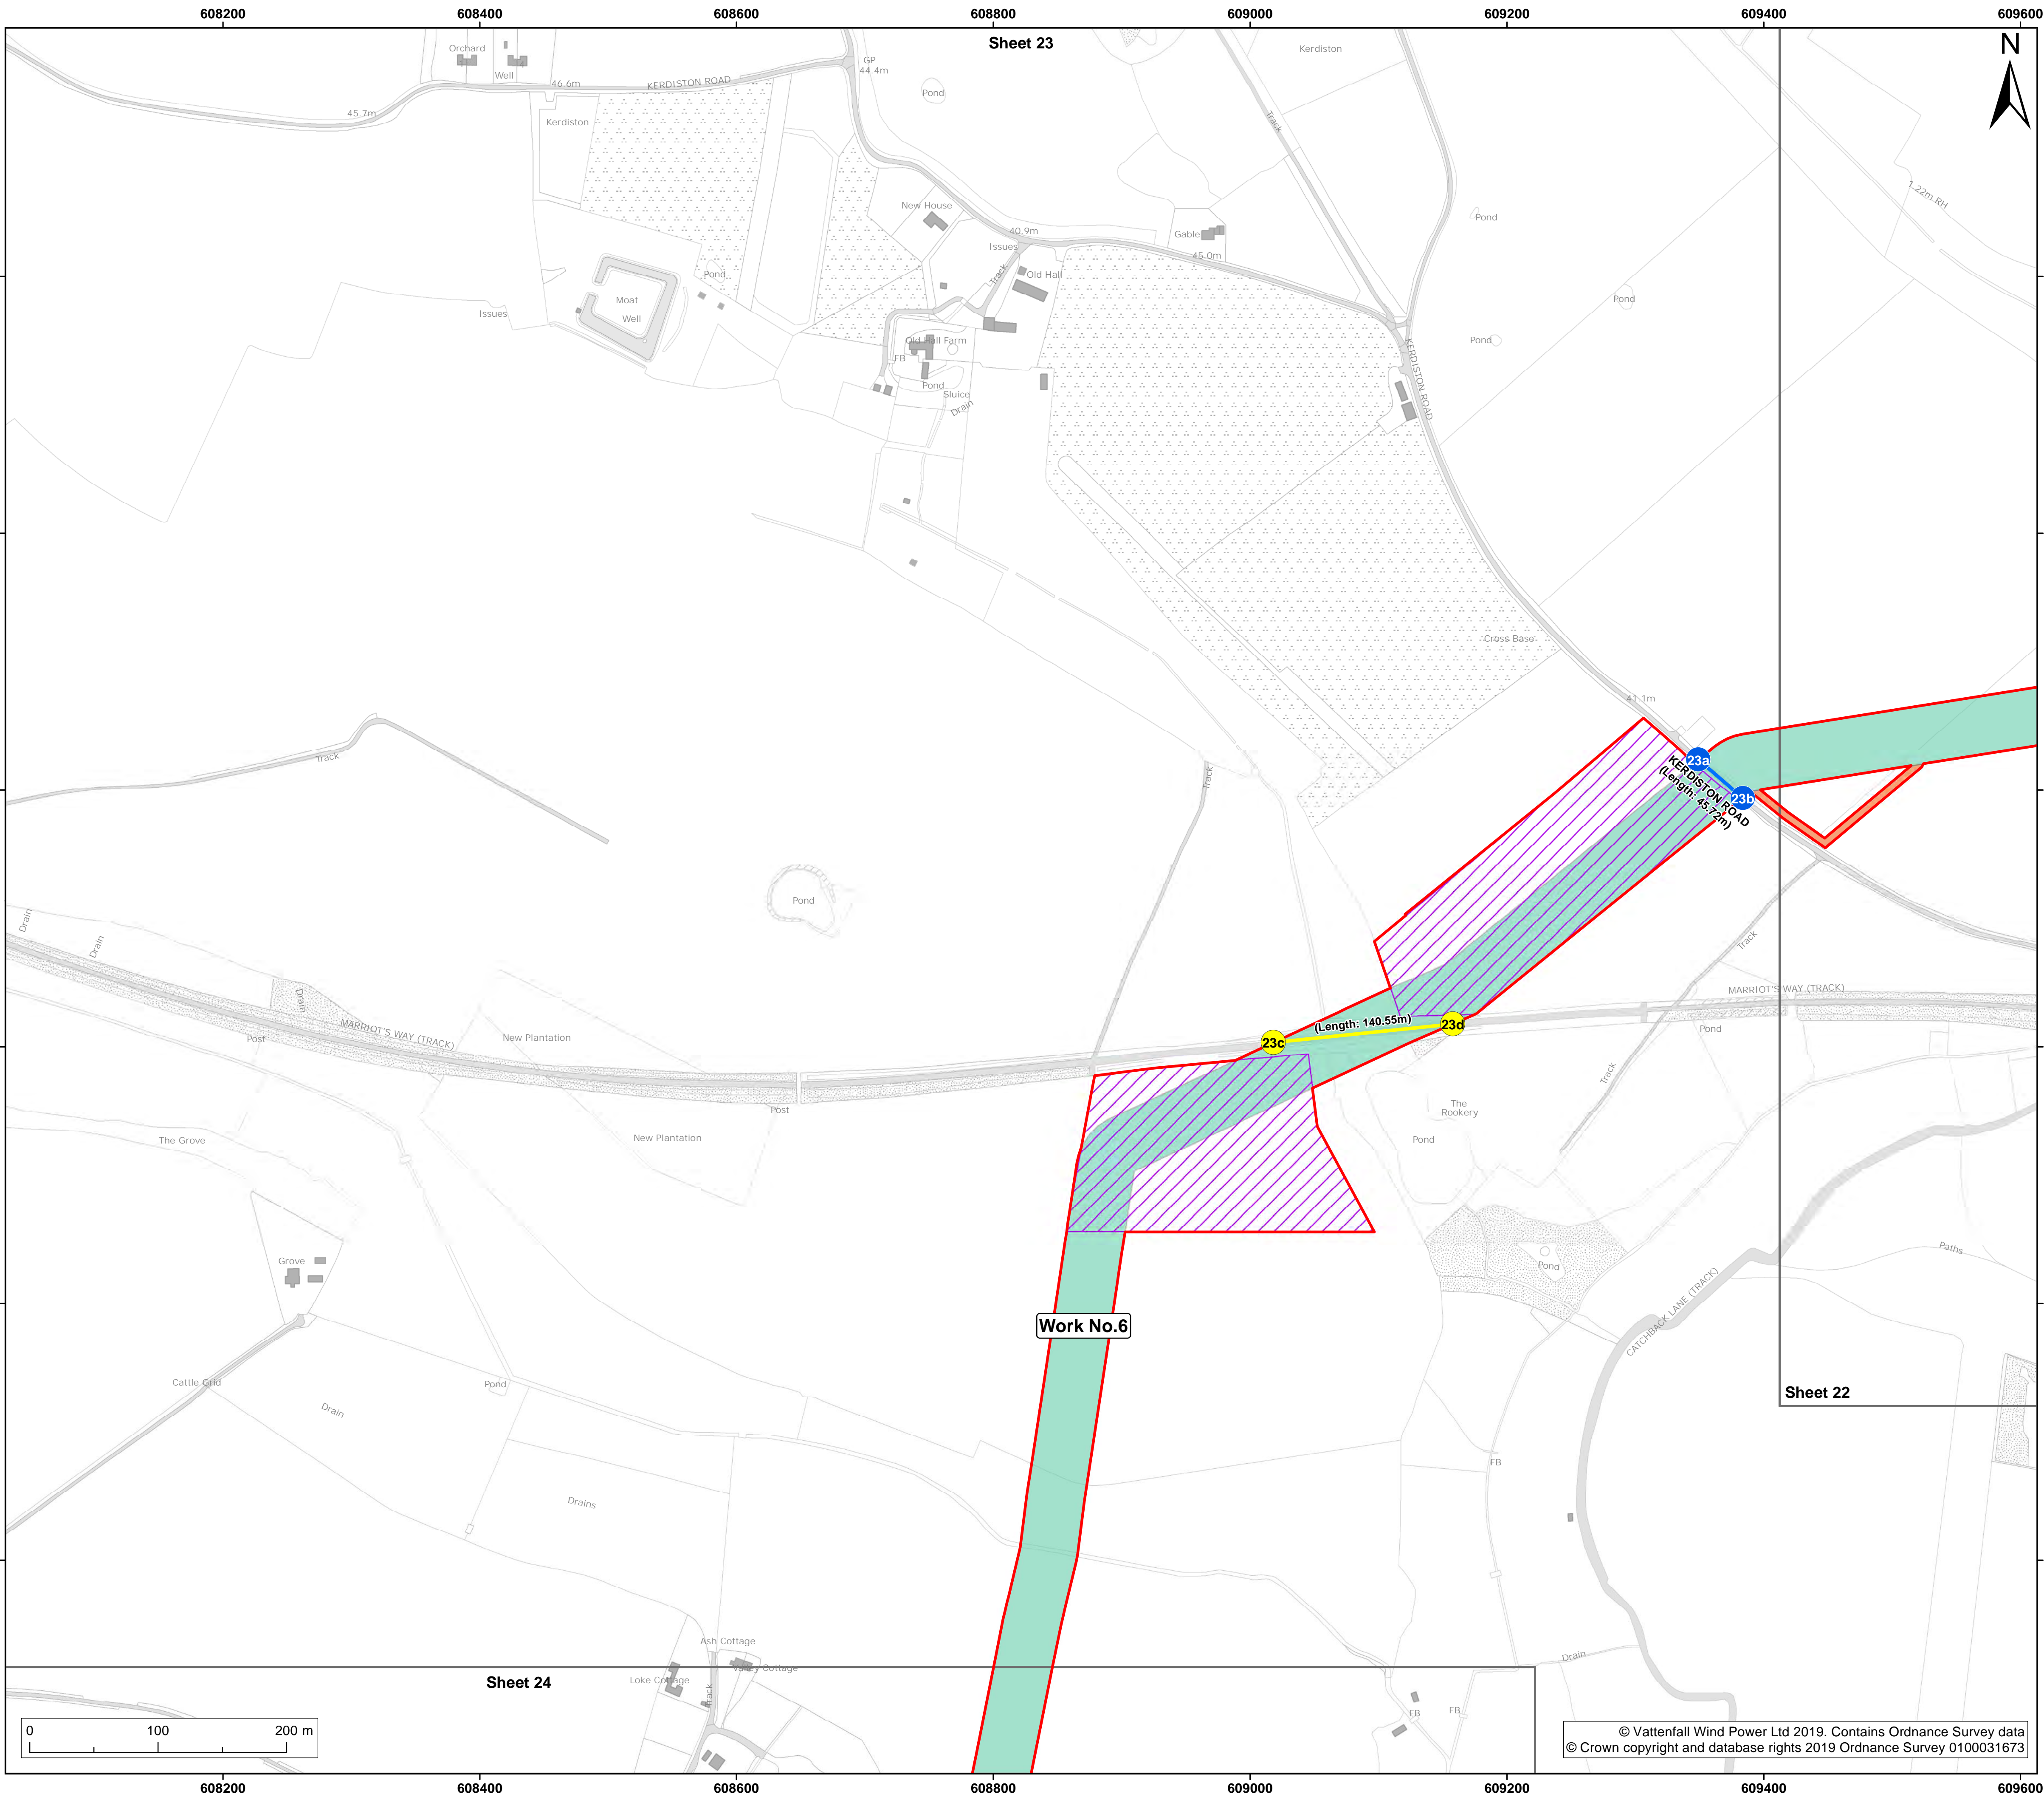 608200 608400 608600 608800 609000 609200 609400 609600
Sheet 23
N
Orchard
Well
46.6m
KERDISTON ROAD
GP
44.4m
45.7m
Kerdiston
Pond
Kerdiston
Track
1.22m RH
New House
40.9m
Issues
Gable
45.0m
Pond
Track
Old Hall
Pond
Moat
Well
Issues
Pond
Pond
Old Hall Farm
FB
Pond
Sluice
Drain
KERDISTON ROAD
Cross Base
41.1m
23a
KERDISTON ROAD
(Length: 45.72m)
23b
Track
Track
Pond
Drain
Drain
Drain
Track
MARRIOT'S WAY (TRACK)
MARRIOT'S WAY (TRACK)
Post
New Plantation
(Length: 140.55m)
23c
23d
Pond
Track
Post
The
Rookery
Pond
The Grove
New Plantation
Grove
Pond
Paths
CATCHBACK LANE (TRACK)
Work No.6
Cattle Grid
Pond
Drain
Sheet 22
FB
Drains
Ash Cottage
Valley Cottage
Loke Cottage
Track
Drain
Sheet 24
FB
FB
0 100 200 m
© Vattenfall Wind Power Ltd 2019. Contains Ordnance Survey data
© Crown copyright and database rights 2019 Ordnance Survey 0100031673
608200 608400 608600 608800 609000 609200 609400 609600